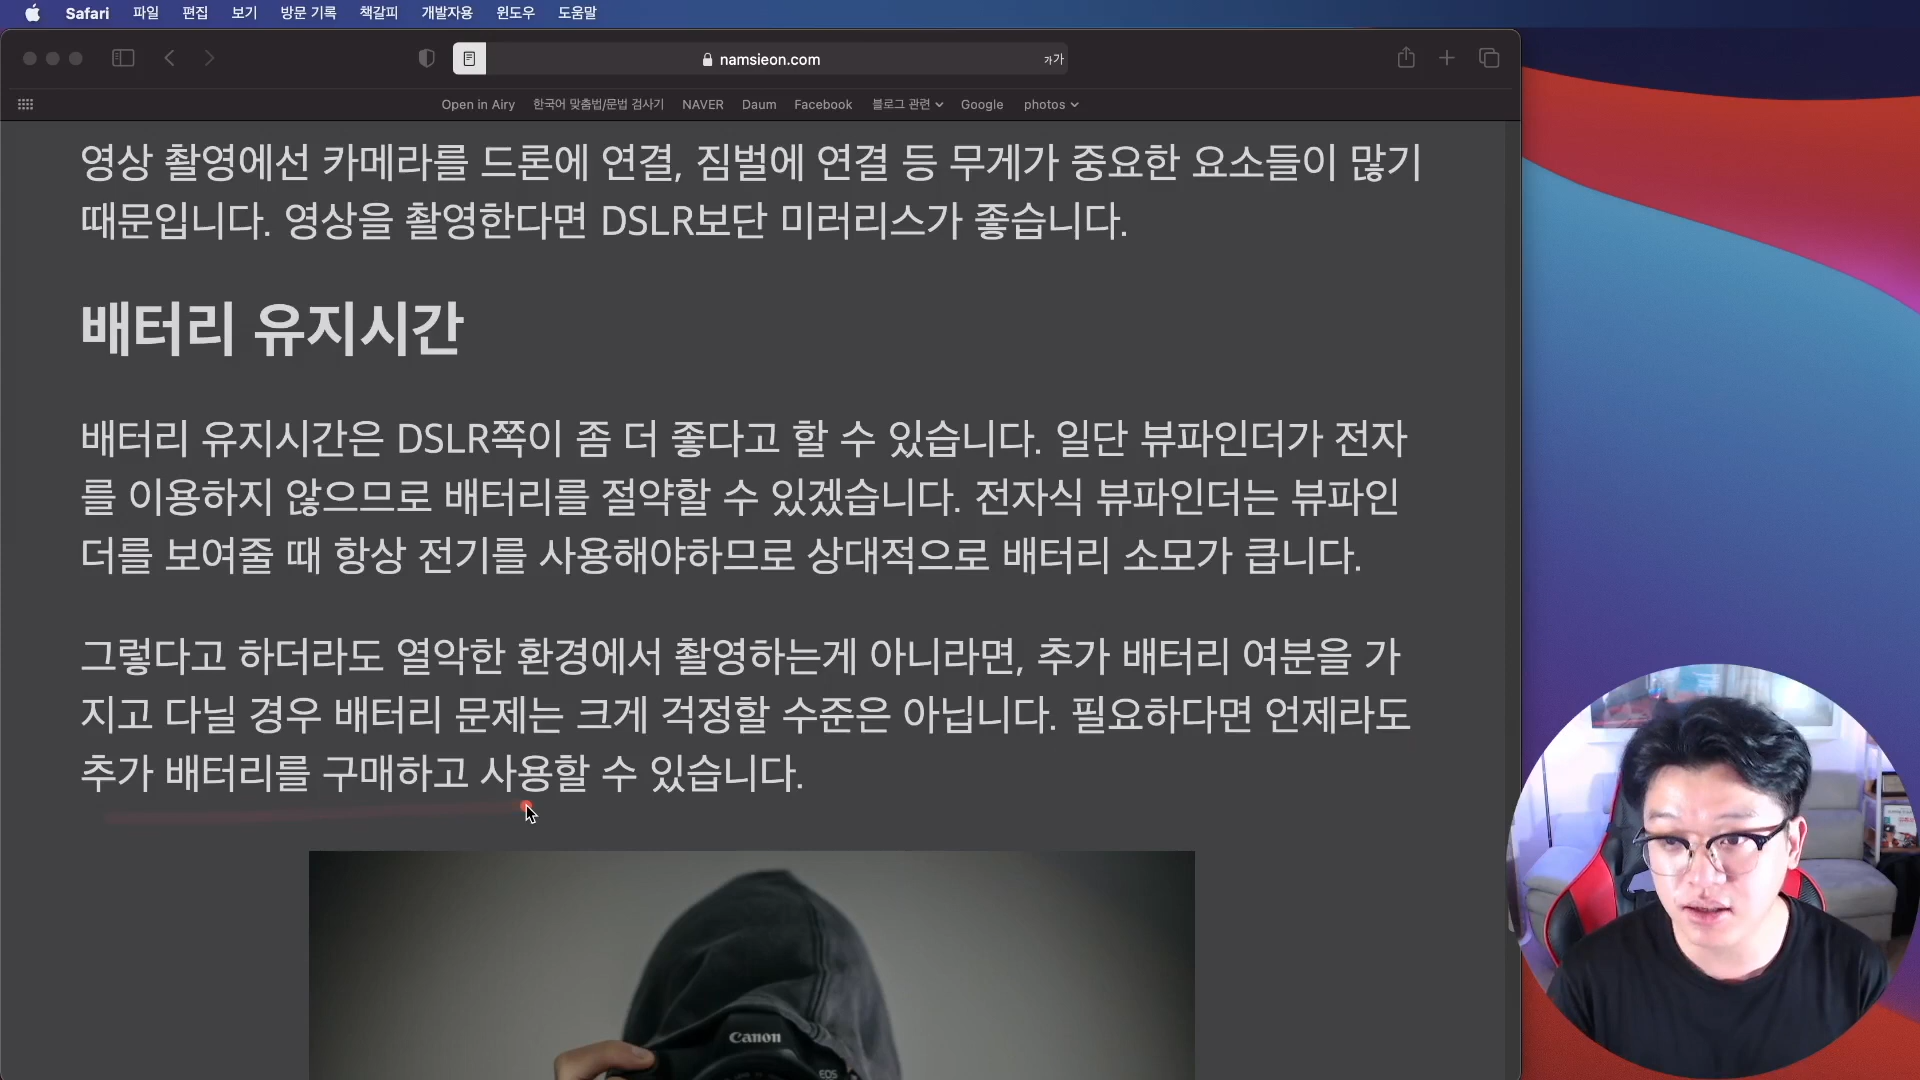 Safari 파일 편집 보기 방문 기록 책갈피 개발자용 윈도우 도움말
namsieon.com 가가
Open in Airy 한국어 맞춤법/문법 검사기 NAVER Daum Facebook 블로그 관련 Google photos
영상 촬영에선 카메라를 드론에 연결, 짐벌에 연결 등 무게가 중요한 요소들이 많기
때문입니다. 영상을 촬영한다면 DSLR보단 미러리스가 좋습니다.
배터리 유지시간
배터리 유지시간은 DSLR쪽이 좀 더 좋다고 할 수 있습니다. 일단 뷰파인더가 전자
를 이용하지 않으므로 배터리를 절약할 수 있겠습니다. 전자식 뷰파인더는 뷰파인
더를 보여줄 때 항상 전기를 사용해야하므로 상대적으로 배터리 소모가 큽니다.
그렇다고 하더라도 열악한 환경에서 촬영하는게 아니라면, 추가 배터리 여분을 가
지고 다닐 경우 배터리 문제는 크게 걱정할 수준은 아닙니다. 필요하다면 언제라도
추가 배터리를 구매하고 사용할 수 있습니다.
Canon
EOS